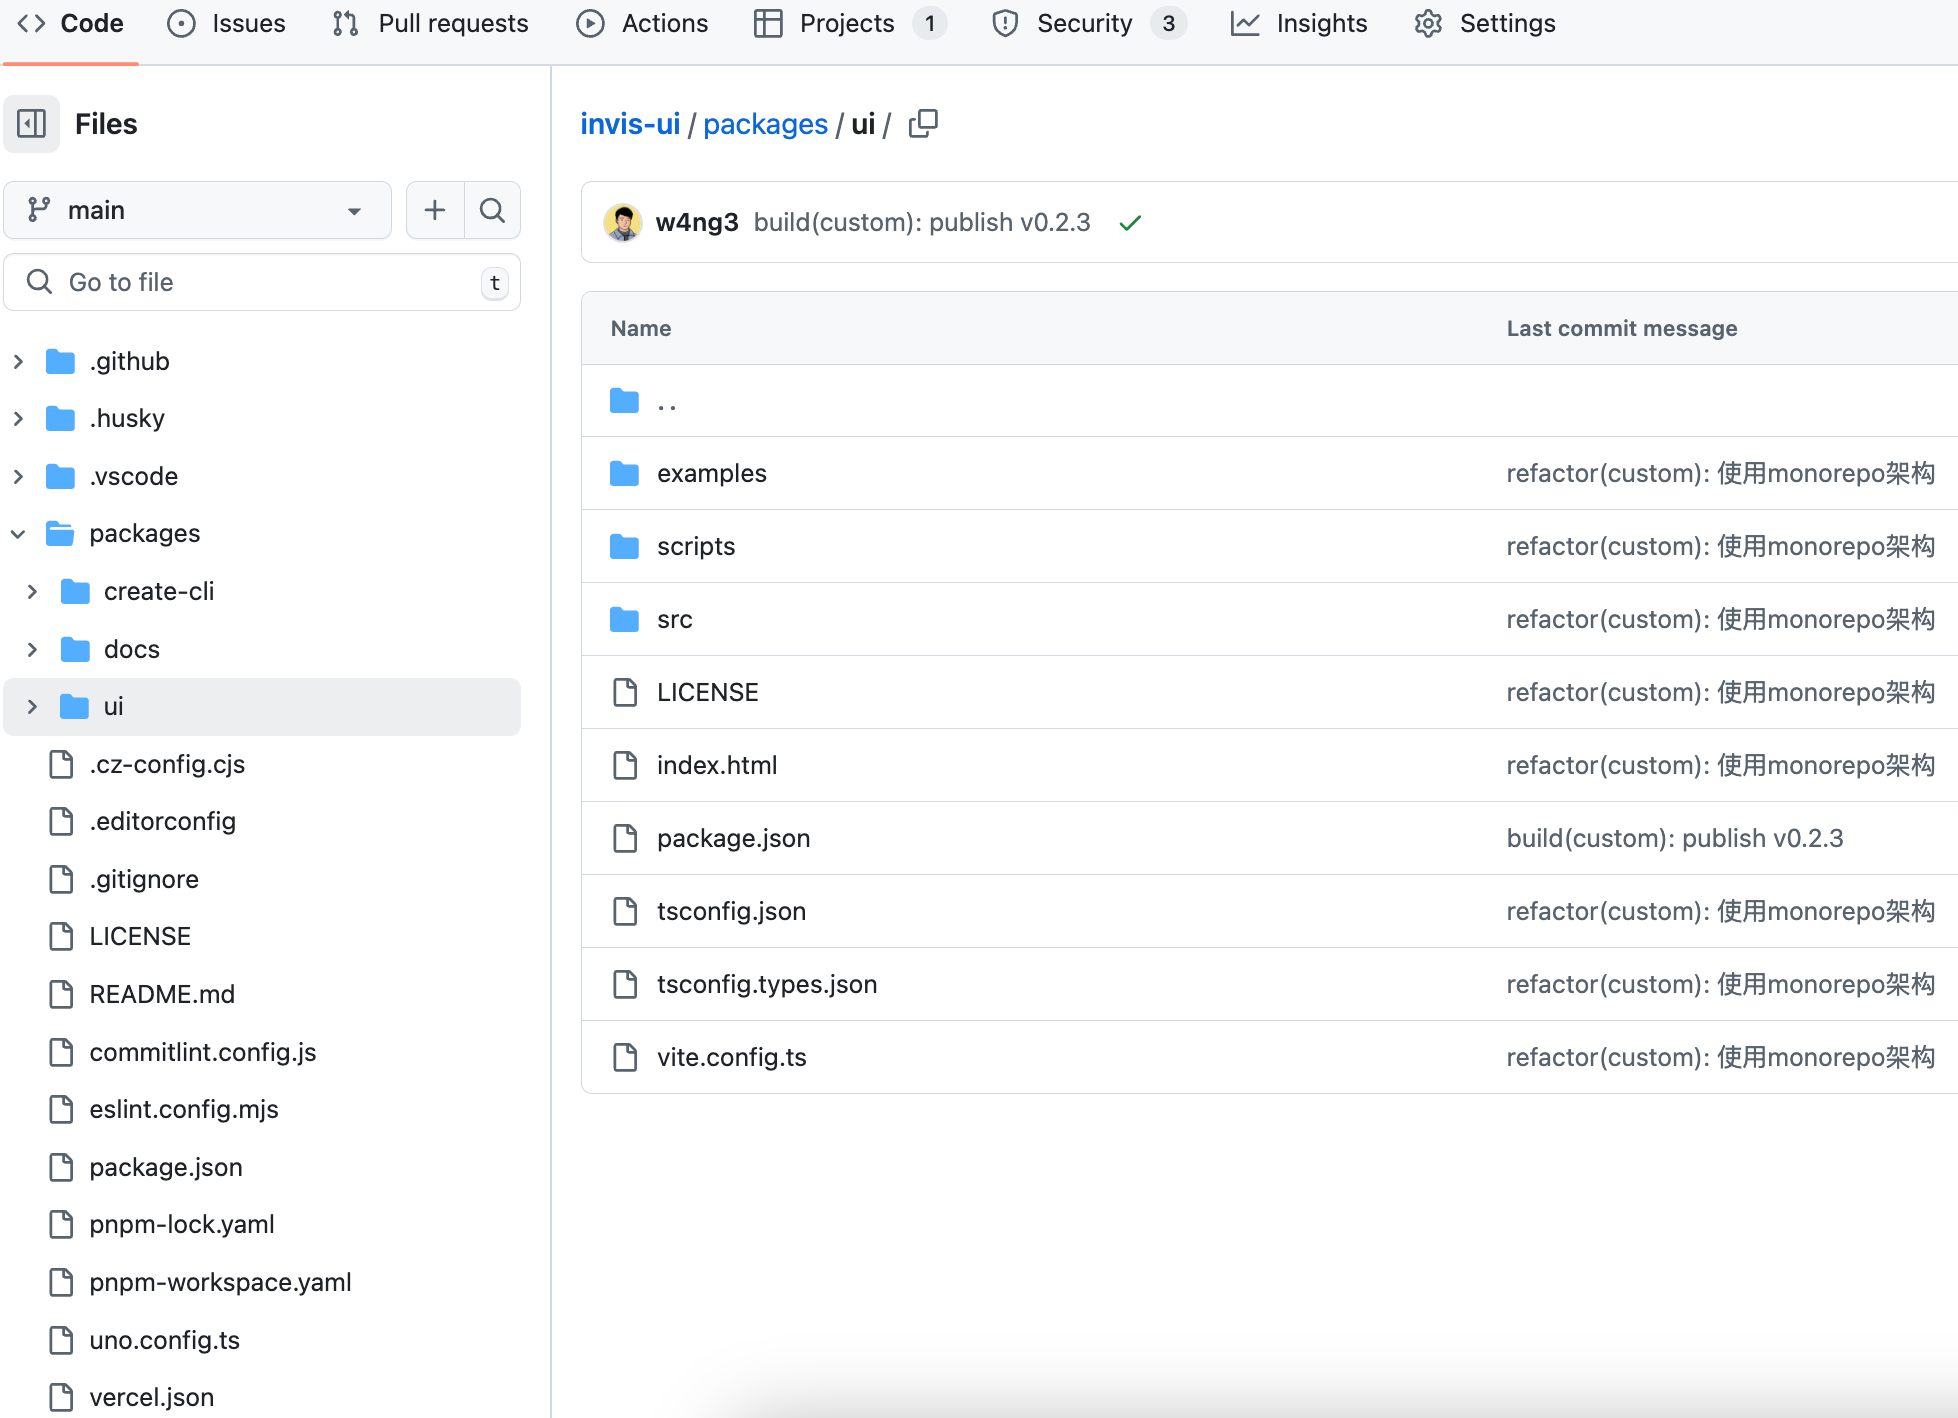 Code Issues Pull requests Actions Projects 1 Security 3 Insights Settings
Files
main
Go to file t
.github
.husky
.vscode
packages
create-cli
docs
ui
.cz-config.cjs
.editorconfig
.gitignore
LICENSE
README.md
commitlint.config.js
eslint.config.mjs
package.json
pnpm-lock.yaml
pnpm-workspace.yaml
uno.config.ts
vercel.json
invis-ui / packages / ui /
w4ng3 build(custom): publish v0.2.3
Name Last commit message
..
examples refactor(custom): 使用monorepo架构
scripts refactor(custom): 使用monorepo架构
src refactor(custom): 使用monorepo架构
LICENSE refactor(custom): 使用monorepo架构
index.html refactor(custom): 使用monorepo架构
package.json build(custom): publish v0.2.3
tsconfig.json refactor(custom): 使用monorepo架构
tsconfig.types.json refactor(custom): 使用monorepo架构
vite.config.ts refactor(custom): 使用monorepo架构